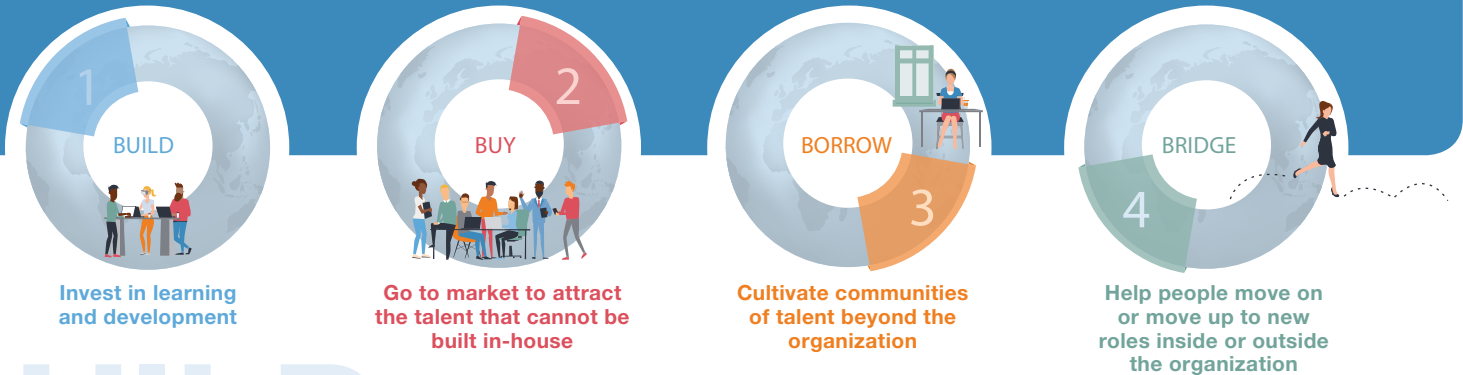 1
BUILD
Invest in learning
and development
2
BUY
Go to market to attract
the talent that cannot be
built in-house
BORROW
3
Cultivate communities
of talent beyond the
organization
BRIDGE
4
Help people move on
or move up to new
roles inside or outside
the organization